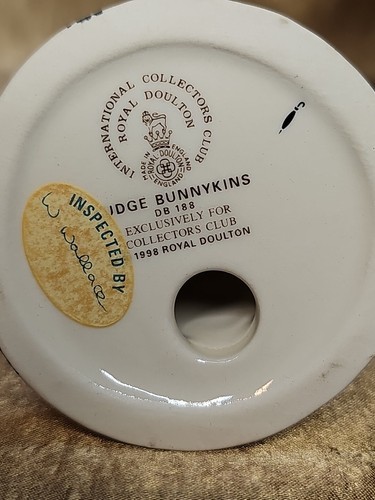 INTERNATIONAL COLLECTORS CLUB
ROYAL DOULTON
MADE IN ENGLAND
ROYAL DOULTON
ENGLAND
UDGE BUNNYKINS
DB 188
EXCLUSIVELY FOR
COLLECTORS CLUB
1998 ROYAL DOULTON
INSPECTED BY
W Wallace